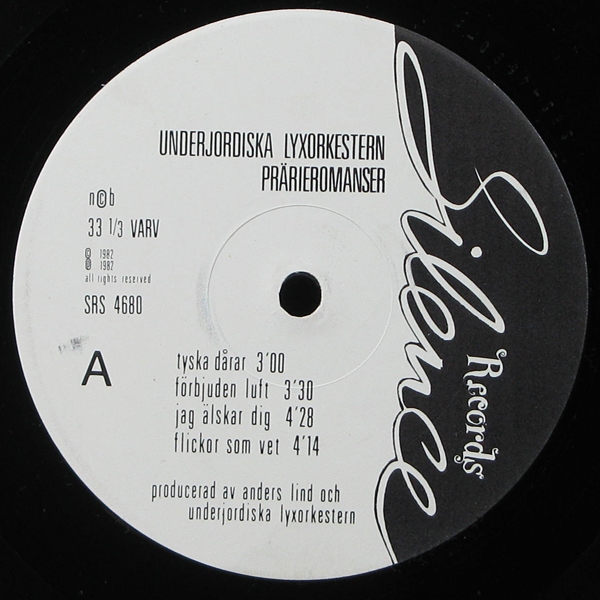 UNDERJORDISKA LYXORKESTERN
PRÄRIEROMANSER
n©b
33 1/3 VARV
© 1982
℗ 1982
all rights reserved
SRS 4680
A
tyska dårar 3'00
förbjuden luft 3'30
jag älskar dig 4'28
flickor som vet 4'14
producerad av anders lind och
underjordiska lyxorkestern
Silence
Records